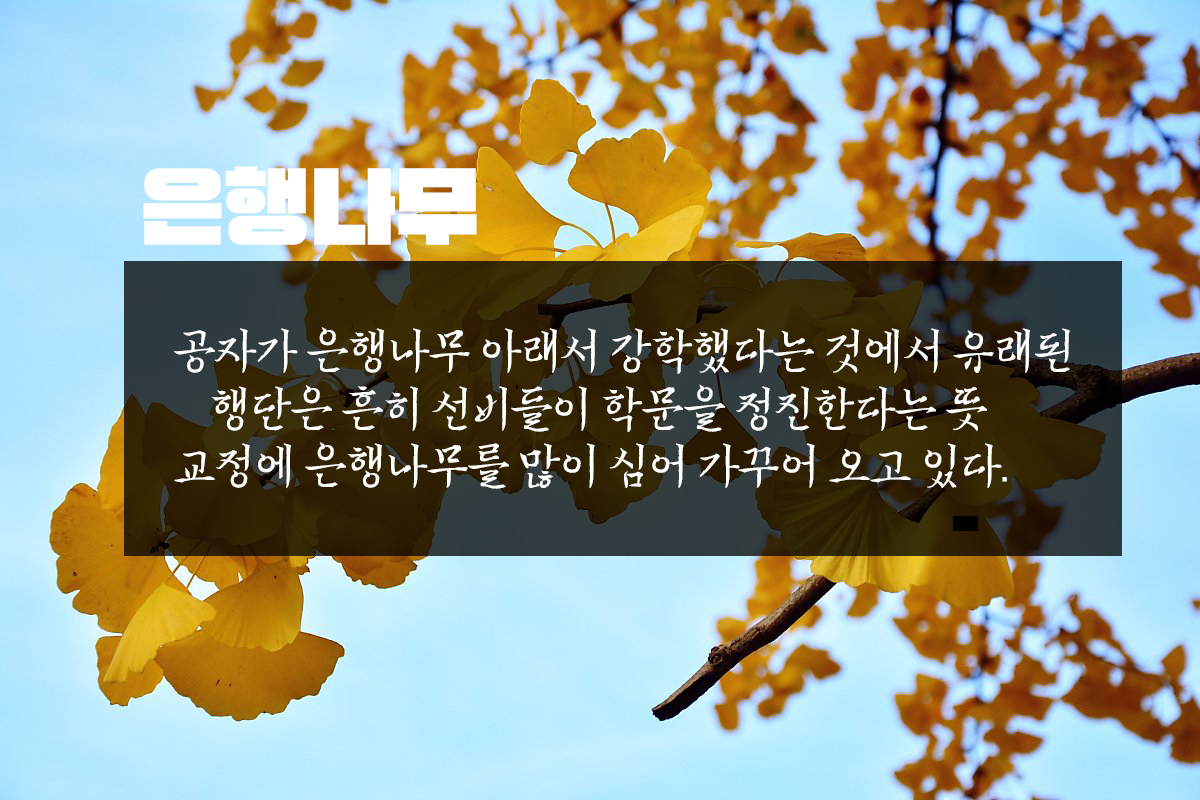 은행나무
공자가 은행나무 아래서 강학했다는 것에서 유래된
행단은 흔히 선비들이 학문을 정진한다는 뜻
교정에 은행나무를 많이 심어 가꾸어 오고 있다.